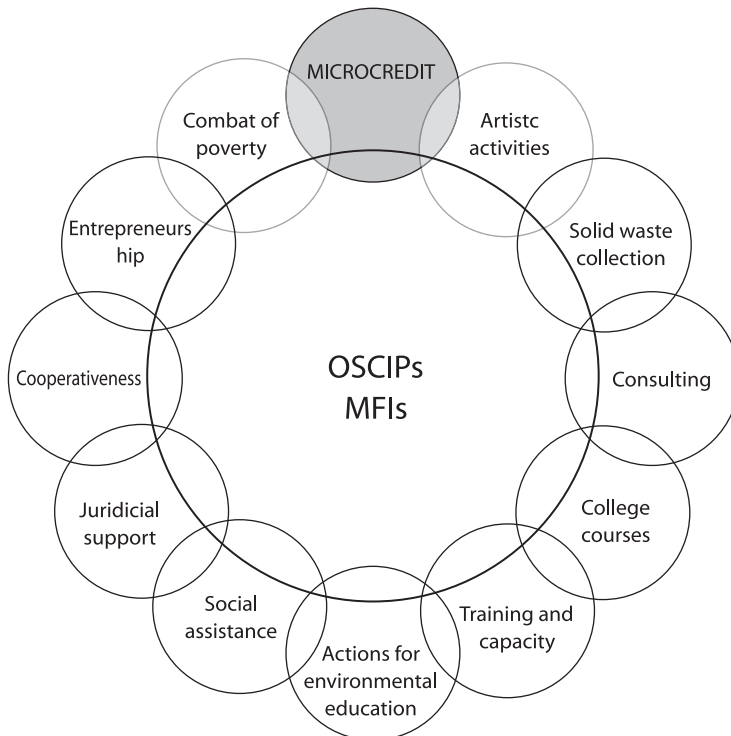 MICROCREDIT
Artistc
activities
Solid waste
collection
Consulting
College
courses
Training and
capacity
Actions for
environmental
education
Social
assistance
Juridicial
support
Cooperativeness
Entrepreneurs
hip
Combat of
poverty
OSCIPs
MFIs